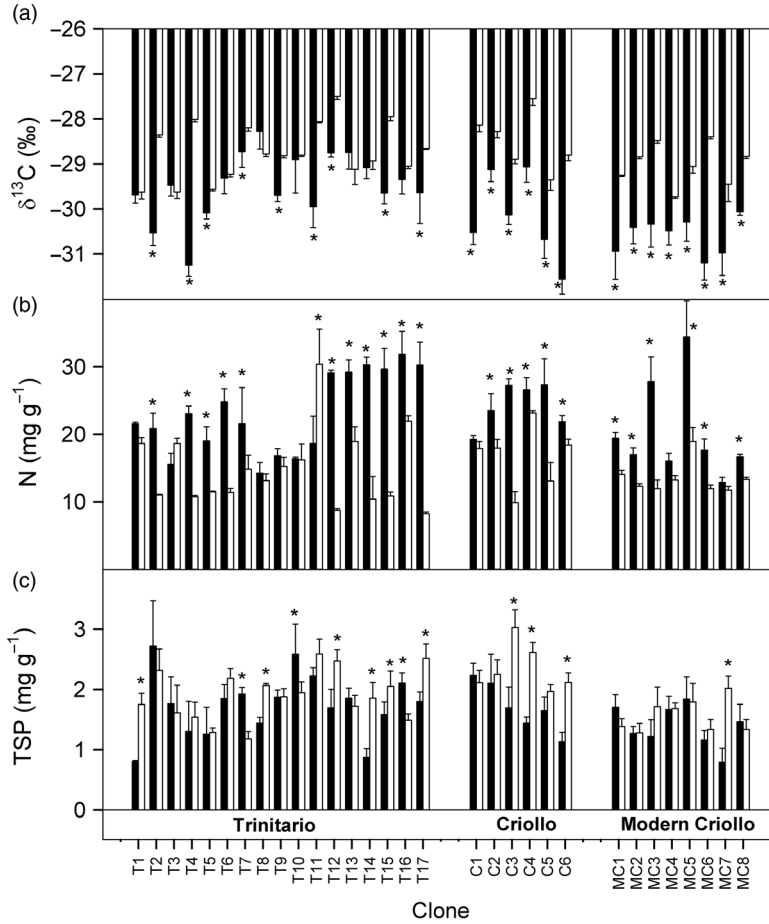 (a)
-26
-27
-28
-29
-30
-31
δ¹³C (‰)
* * * * * * * * * * * * * * * * * * * * * * *
(b)
30
20
10
N (mg g⁻¹)
* * * * * * * * * * * * * * * * * * * * * * *
(c)
3
2
1
0
TSP (mg g⁻¹)
* * * * * * * * * * * * *
Trinitario Criollo Modern Criollo
T1 T2 T3 T4 T5 T6 T7 T8 T9 T10 T11 T12 T13 T14 T15 T16 T17 C1 C2 C3 C4 C5 C6 MC1 MC2 MC3 MC4 MC5 MC6 MC7 MC8
Clone